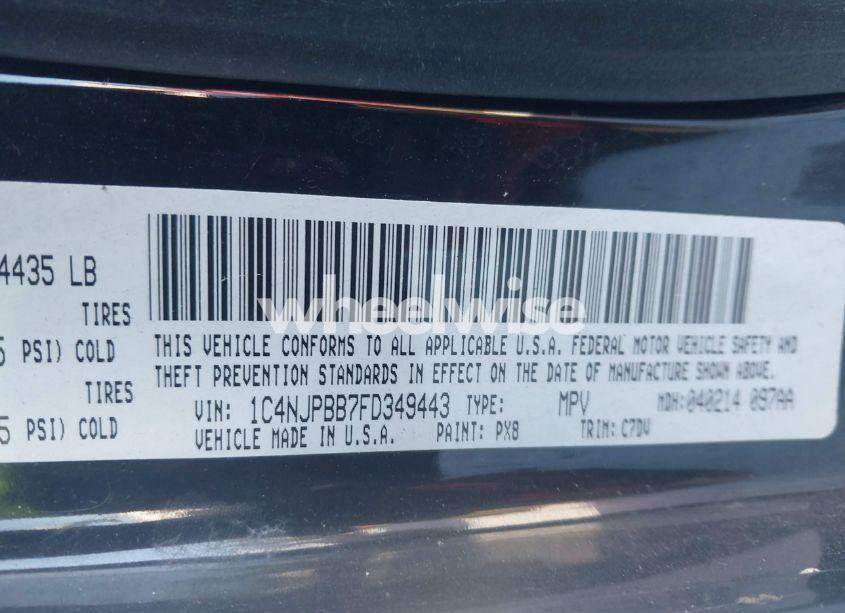 4435 LB
TIRES
5 PSI) COLD
TIRES
5 PSI) COLD
wheelwise
THIS VEHICLE CONFORMS TO ALL APPLICABLE U.S.A. FEDERAL MOTOR VEHICLE SAFETY AND
THEFT PREVENTION STANDARDS IN EFFECT ON THE DATE OF MANUFACTURE SHOWN ABOVE.
VIN: 1C4NJPBB7FD349443 TYPE: MPV MDH: 040214 097AA
VEHICLE MADE IN U.S.A. PAINT: PX8 TRIM: C7DV